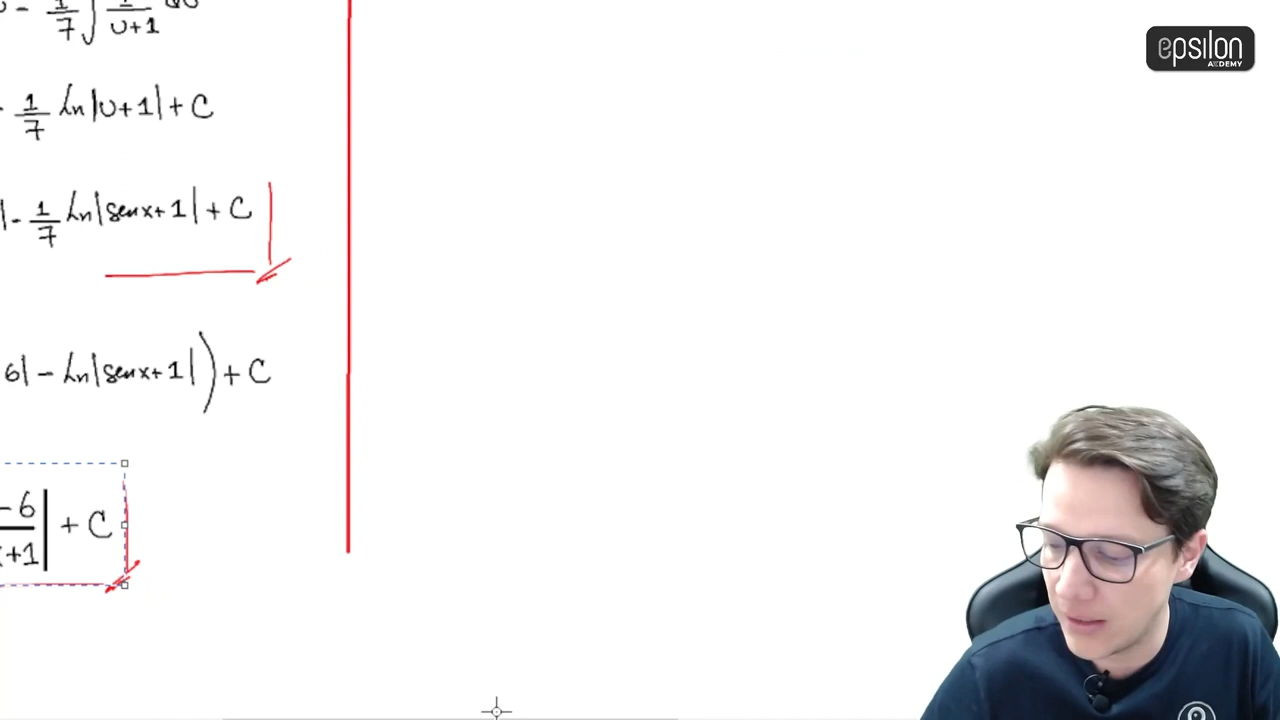 - 1/7 ∫ 1/(u+1) du
- 1/7 ln|u+1| + C
| - 1/7 ln|senx+1| + C
6| - ln|senx+1|) + C
-6
x+1| + C
epsilon
ACADEMY